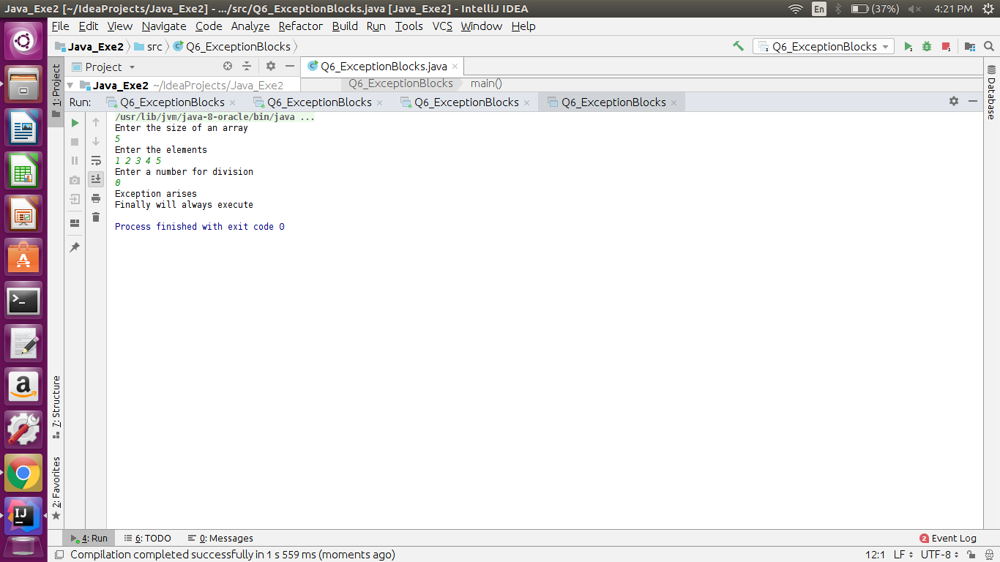 Java_Exe2 [~/IdeaProjects/Java_Exe2] - .../src/Q6_ExceptionBlocks.java [Java_Exe2] - IntelliJ IDEA
En
(37%)
4:21 PM
File Edit View Navigate Code Analyze Refactor Build Run Tools VCS Window Help
Java_Exe2 src Q6_ExceptionBlocks
Q6_ExceptionBlocks
1: Project
Project
Q6_ExceptionBlocks.java
Database
Java_Exe2 ~/IdeaProjects/Java_Exe2
Q6_ExceptionBlocks main()
Run: Q6_ExceptionBlocks Q6_ExceptionBlocks Q6_ExceptionBlocks Q6_ExceptionBlocks
/usr/lib/jvm/java-8-oracle/bin/java ...
Enter the size of an array
5
Enter the elements
1 2 3 4 5
Enter a number for division
0
Exception arises
Finally will always execute
Process finished with exit code 0
7: Structure
2: Favorites
IJ
4: Run 6: TODO 0: Messages
2 Event Log
Compilation completed successfully in 1 s 559 ms (moments ago)
12:1 LF UTF-8